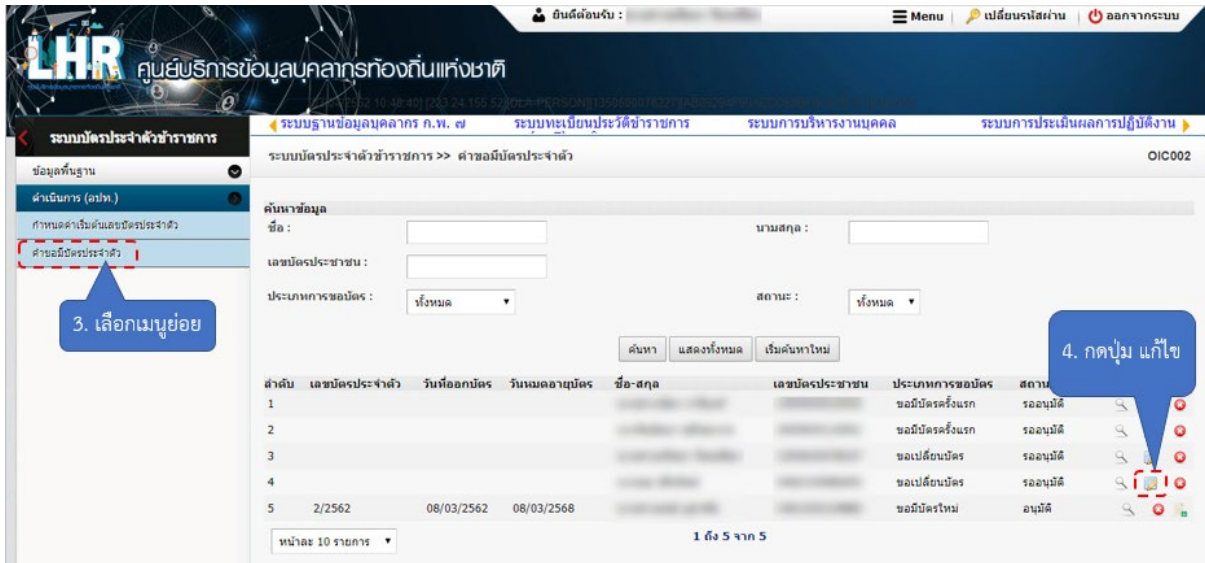 ยินดีต้อนรับ :
Menu
เปลี่ยนรหัสผ่าน
ออกจากระบบ
LHR
ศูนย์บริการข้อมูลบุคลากรท้องถิ่นแห่งชาติ
ระบบบัตรประจำตัวข้าราชการ
ระบบฐานข้อมูลบุคลากร ก.พ. ๗ ระบบทะเบียนประวัติข้าราชการ ระบบการบริหารงานบุคคล ระบบการประเมินผลการปฏิบัติงาน
ระบบบัตรประจำตัวข้าราชการ >> คำขอมีบัตรประจำตัว OIC002
ข้อมูลพื้นฐาน
ดำเนินการ (อปท.)
กำหนดค่าเริ่มต้นเลขบัตรประจำตัว
คำขอมีบัตรประจำตัว
3. เลือกเมนูย่อย
ค้นหาข้อมูล
ชื่อ : นามสกุล :
เลขบัตรประชาชน :
ประเภทการขอบัตร : ทั้งหมด สถานะ : ทั้งหมด
ค้นหา แสดงทั้งหมด เริ่มค้นหาใหม่
4. กดปุ่ม แก้ไข
ลำดับ เลขบัตรประจำตัว วันที่ออกบัตร วันหมดอายุบัตร ชื่อ-สกุล เลขบัตรประชาชน ประเภทการขอบัตร
1 ขอมีบัตรครั้งแรก รออนุมัติ
2 ขอมีบัตรครั้งแรก รออนุมัติ
3 ขอเปลี่ยนบัตร รออนุมัติ
4 ขอเปลี่ยนบัตร รออนุมัติ
5 2/2562 08/03/2562 08/03/2568 ขอมีบัตรใหม่ อนุมัติ
หน้าละ 10 รายการ 1 ถึง 5 จาก 5